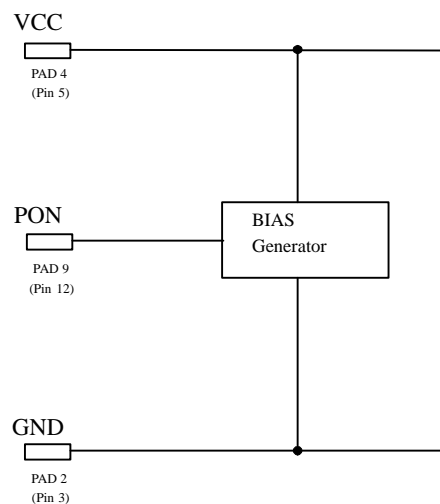 VCC
PAD 4
(Pin 5)
PON
PAD 9
(Pin 12)
BIAS
Generator
GND
PAD 2
(Pin 3)